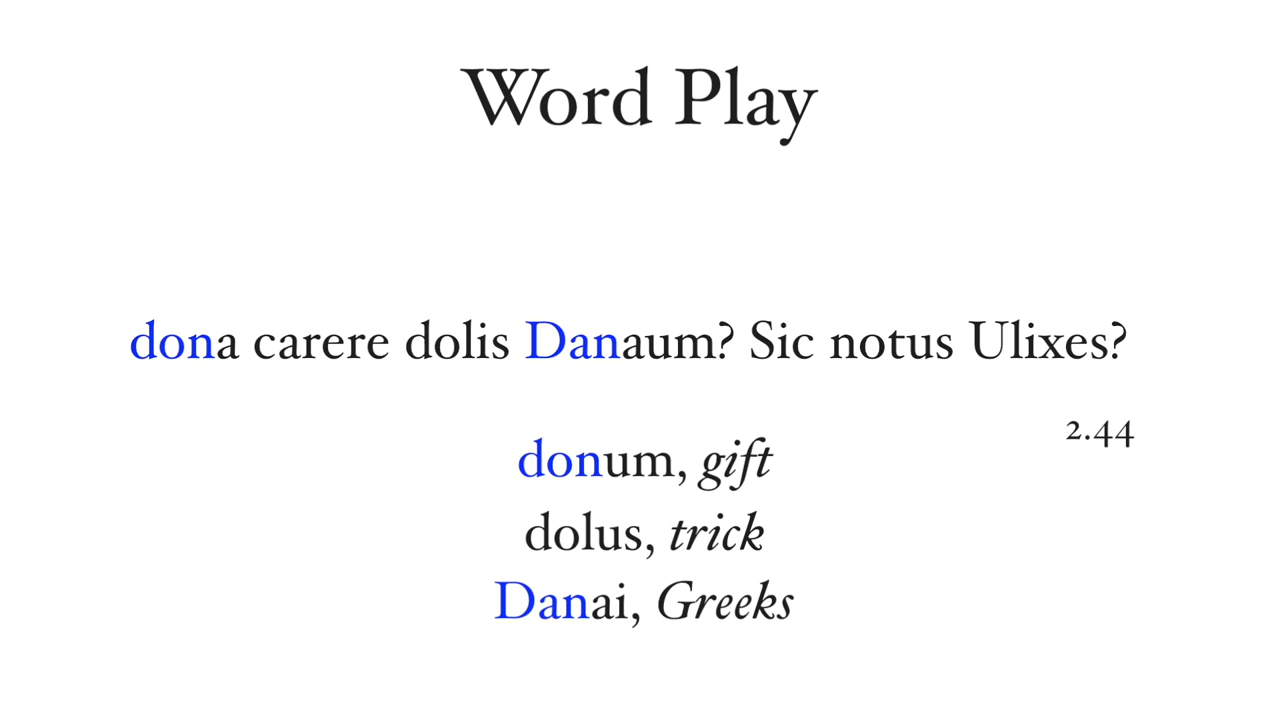 Word Play
dona carere dolis Danaum? Sic notus Ulixes?
2.44
donum, gift
dolus, trick
Danai, Greeks